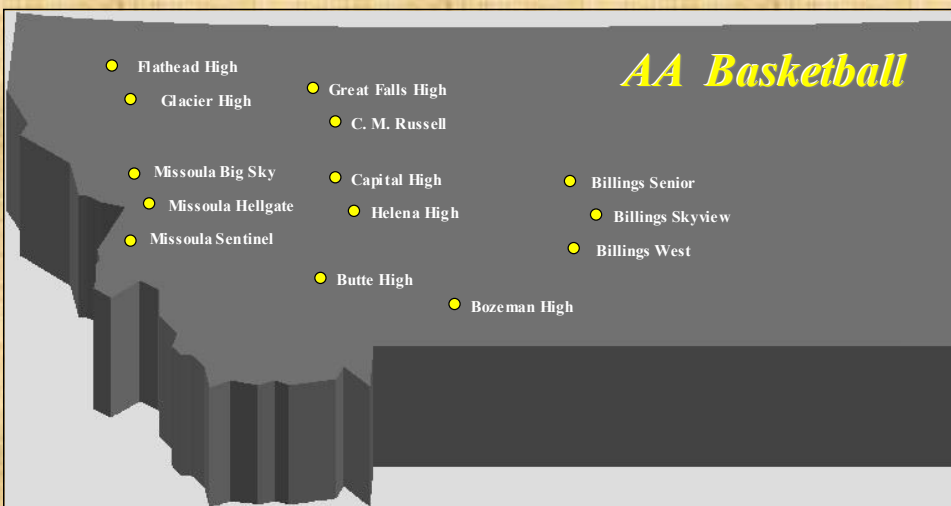 AA Basketball
Flathead High
Glacier High
Great Falls High
C. M. Russell
Missoula Big Sky
Missoula Hellgate
Missoula Sentinel
Capital High
Helena High
Billings Senior
Billings Skyview
Billings West
Butte High
Bozeman High